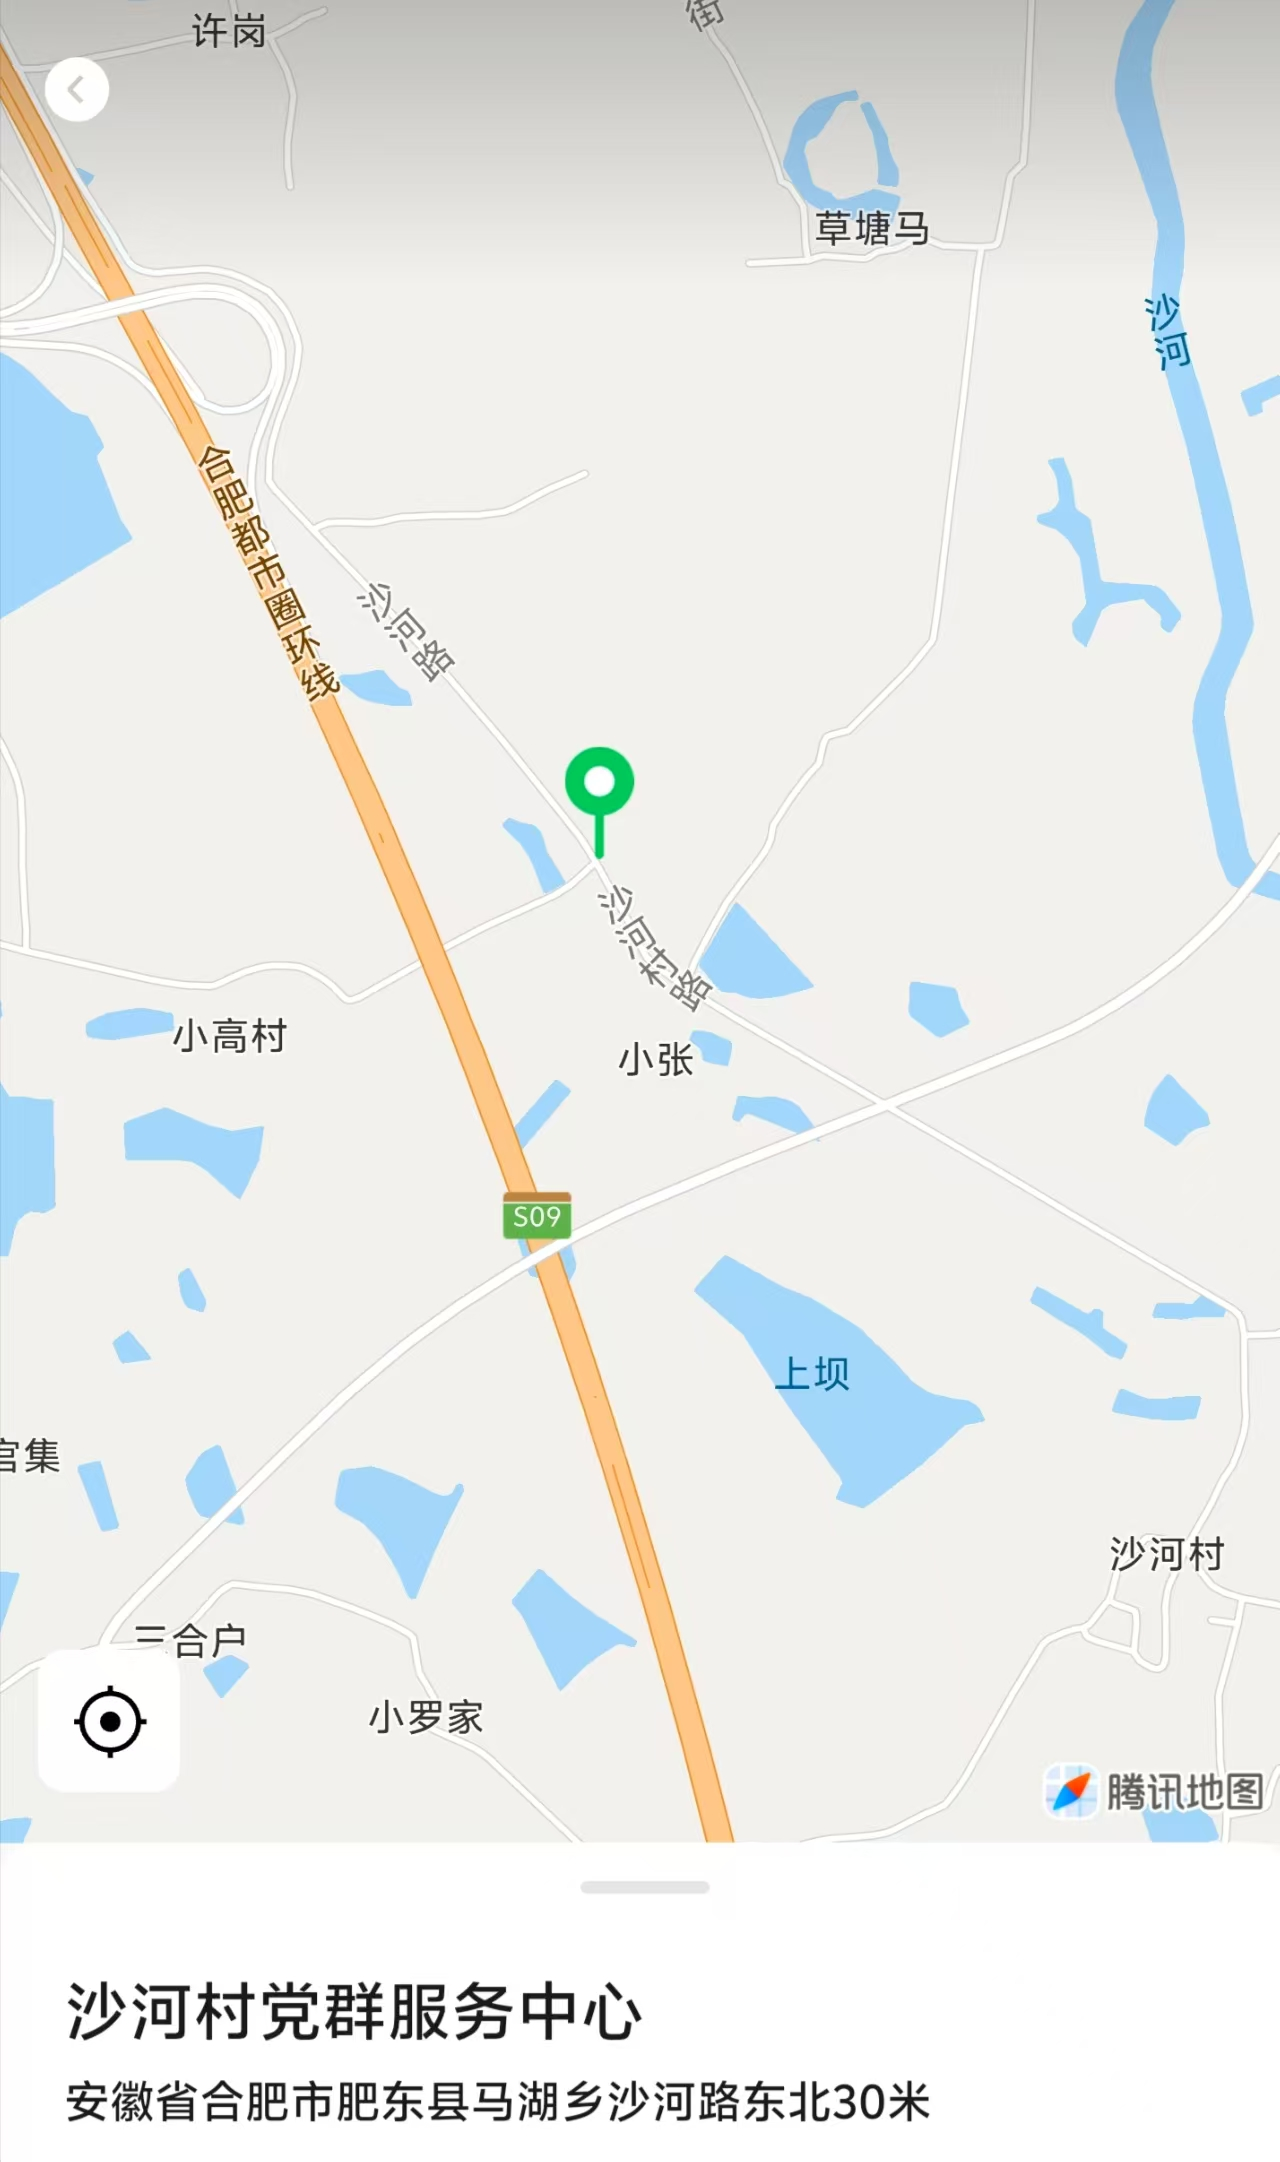 许岗
街
草塘马
沙河
合肥都市圈环线
沙河路
沙河村路
小高村
小张
S09
上坝
官集
沙河村
三合户
小罗家
腾讯地图
沙河村党群服务中心
安徽省合肥市肥东县马湖乡沙河路东北30米